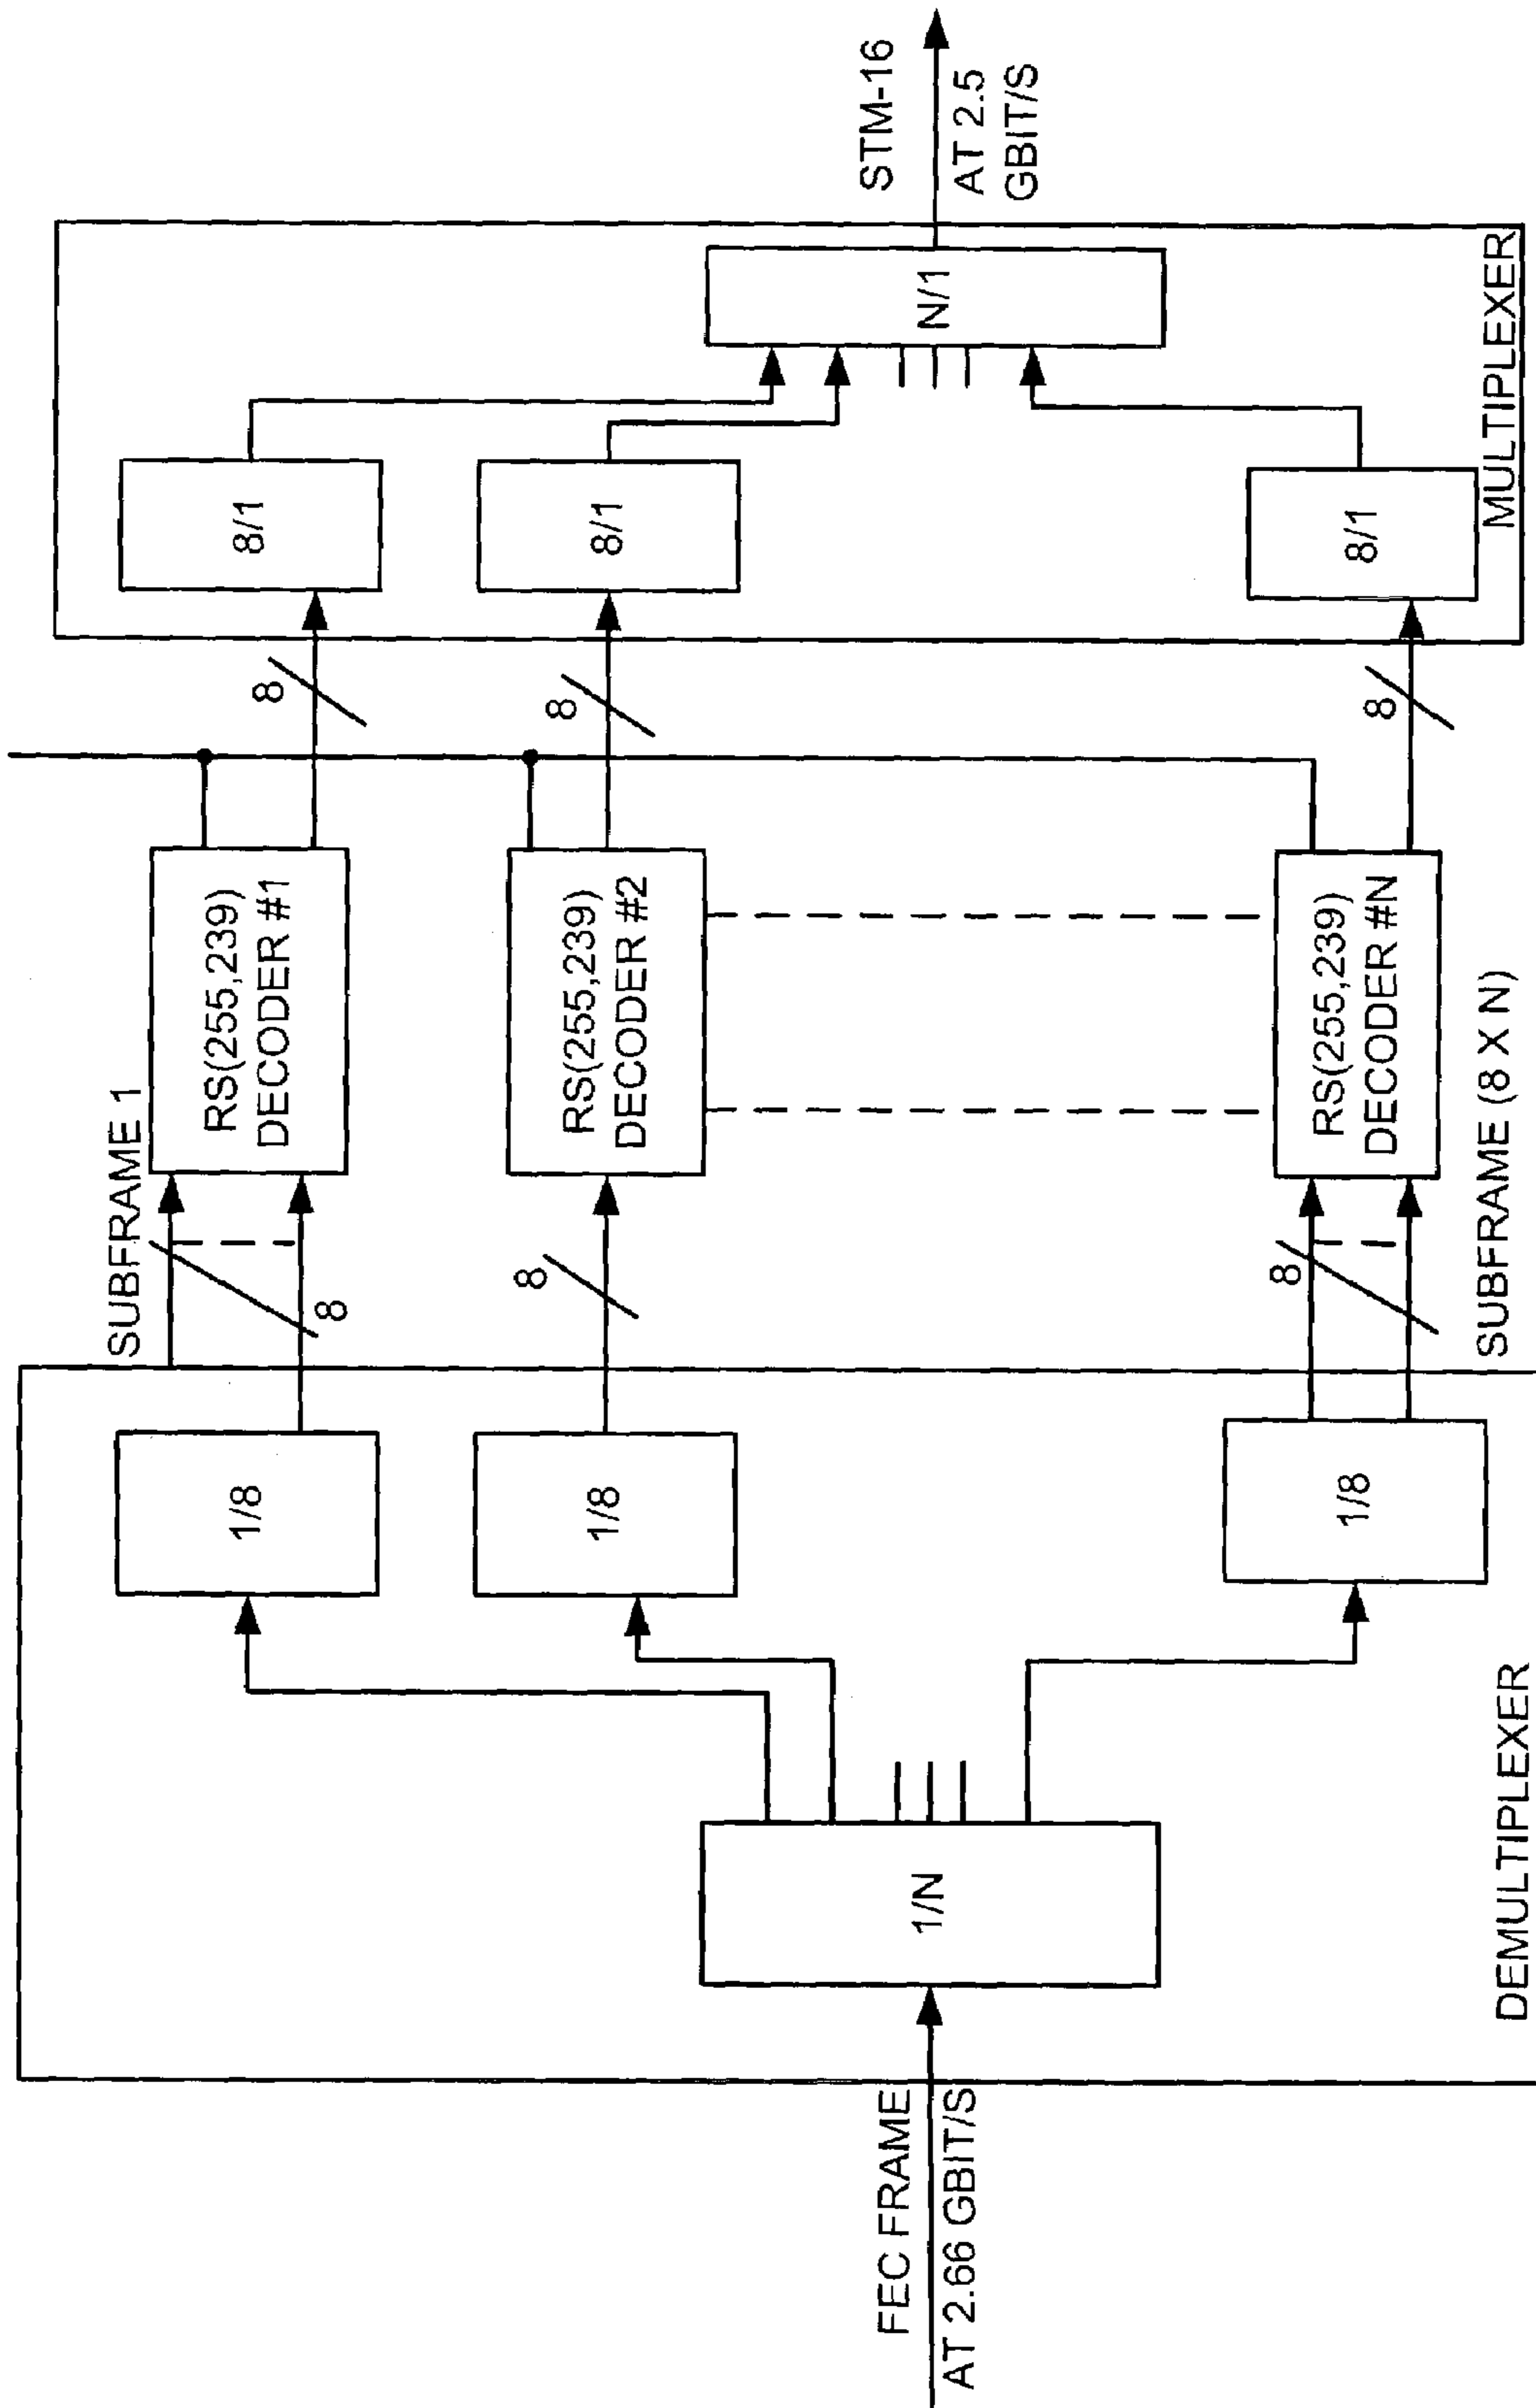 FEC FRAME
AT 2.66 GBIT/S
1/N
1/8
1/8
1/8
DEMULTIPLEXER
SUBFRAME 1
8
8
8
SUBFRAME (8 X N)
RS(255,239)
DECODER #1
RS(255,239)
DECODER #2
RS(255,239)
DECODER #N
8
8
8
8/1
8/1
8/1
N/1
MULTIPLEXER
STM-16
AT 2.5
GBIT/S